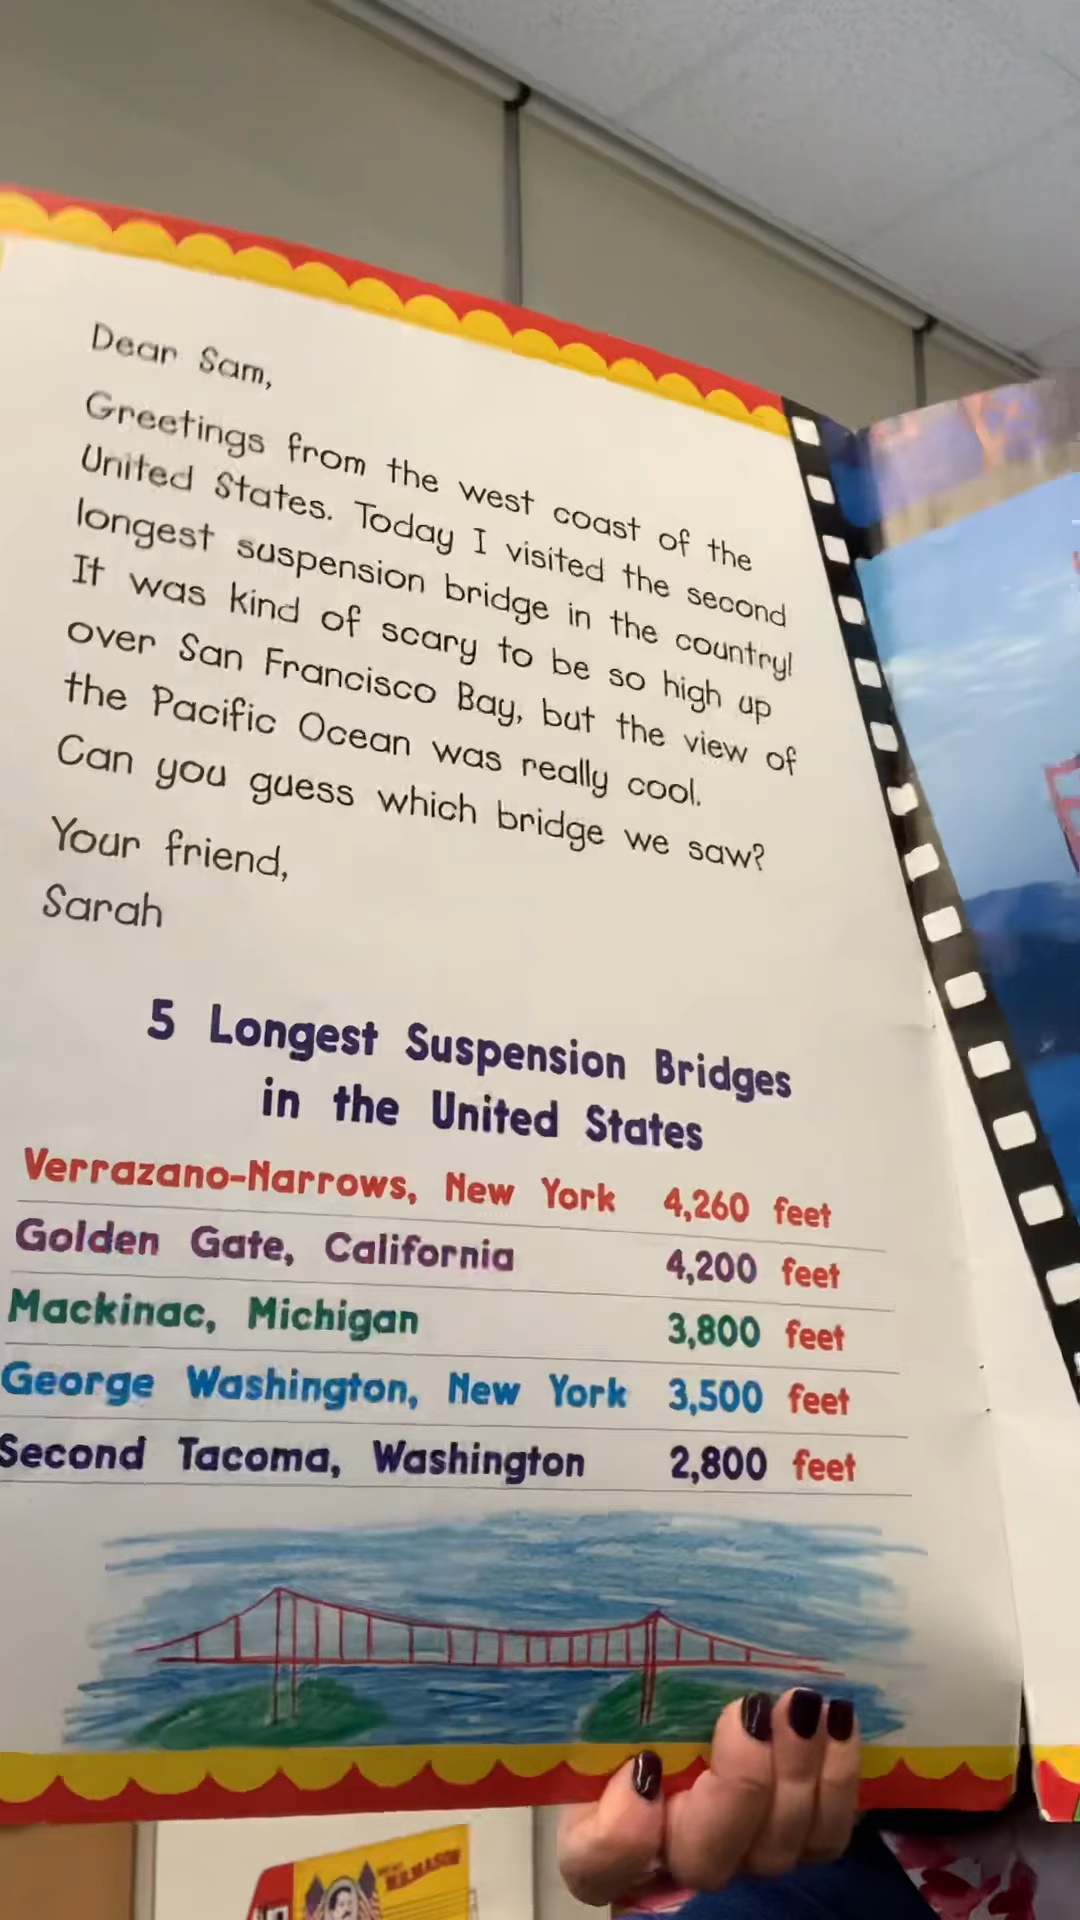 Dear Sam,
Greetings from the west coast of the
United States. Today I visited the second
longest suspension bridge in the country!
It was kind of scary to be so high up
over San Francisco Bay, but the view of
the Pacific Ocean was really cool.
Can you guess which bridge we saw?
Your friend,
Sarah
5 Longest Suspension Bridges
in the United States
Verrazano-Narrows, New York 4,260 feet
Golden Gate, California 4,200 feet
Mackinac, Michigan 3,800 feet
George Washington, New York 3,500 feet
Second Tacoma, Washington 2,800 feet